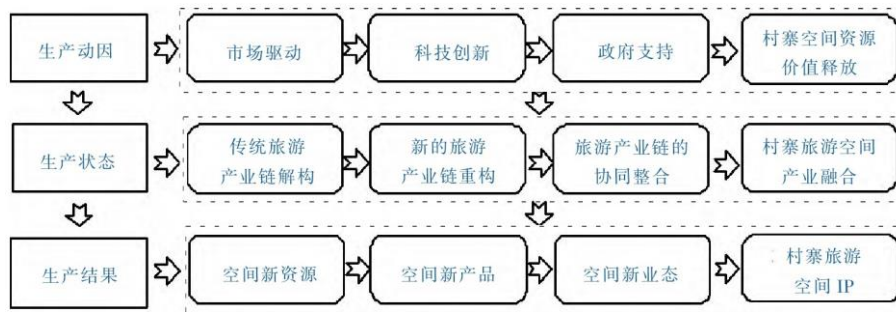 生产动因
市场驱动
科技创新
政府支持
村寨空间资源
价值释放
生产状态
传统旅游
产业链解构
新的旅游
产业链重构
旅游产业链的
协同整合
村寨旅游空间
产业融合
生产结果
空间新资源
空间新产品
空间新业态
村寨旅游
空间 IP